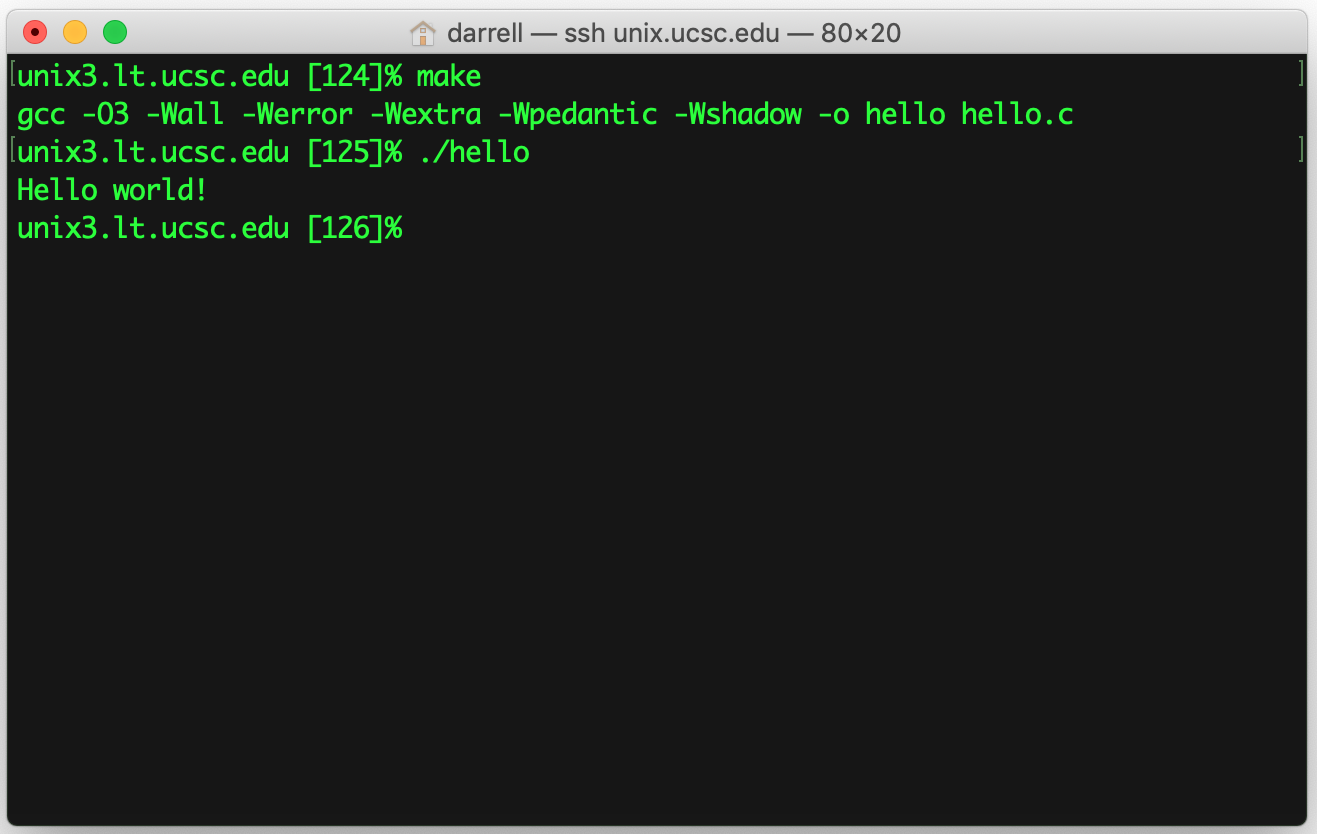 darrell — ssh unix.ucsc.edu — 80×20
[unix3.lt.ucsc.edu [124]% make ]
gcc -O3 -Wall -Werror -Wextra -Wpedantic -Wshadow -o hello hello.c
[unix3.lt.ucsc.edu [125]% ./hello ]
Hello world!
unix3.lt.ucsc.edu [126]%